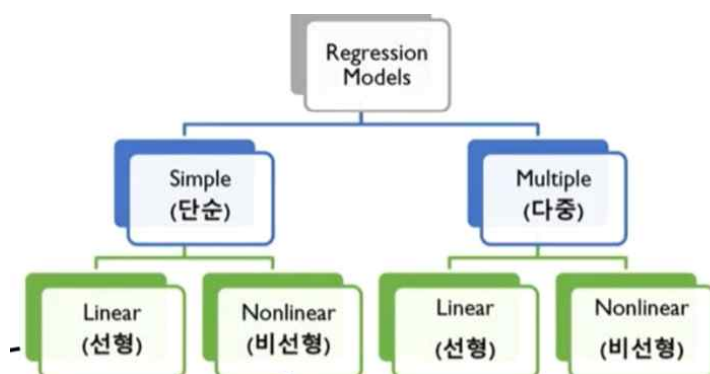 Regression
Models
Simple
(단순)
Multiple
(다중)
Linear
(선형)
Nonlinear
(비선형)
Linear
(선형)
Nonlinear
(비선형)